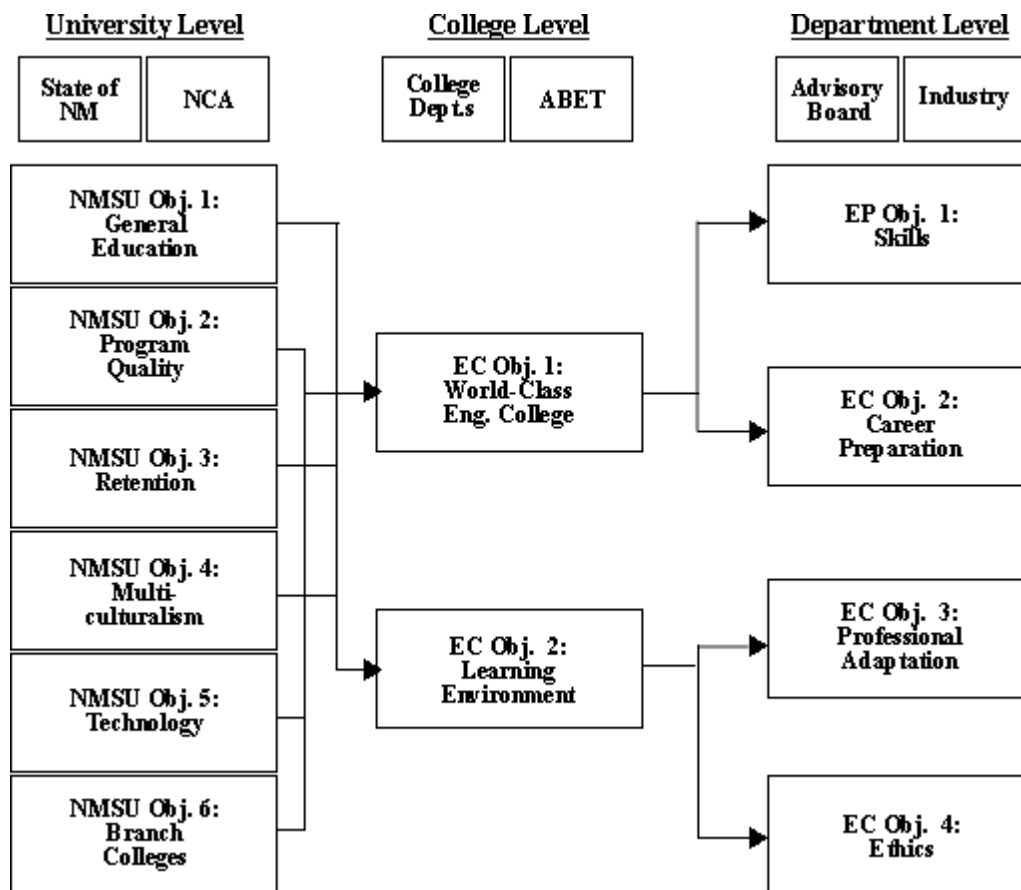 University Level
College Level
Department Level
State of
NM
NCA
College
Dept.s
ABET
Advisory
Board
Industry
NMSU Obj. 1:
General
Education
NMSU Obj. 2:
Program
Quality
NMSU Obj. 3:
Retention
NMSU Obj. 4:
Multi-
culturalism
NMSU Obj. 5:
Technology
NMSU Obj. 6:
Branch
Colleges
EC Obj. 1:
World-Class
Eng. College
EC Obj. 2:
Learning
Environment
EP Obj. 1:
Skills
EC Obj. 2:
Career
Preparation
EC Obj. 3:
Professional
Adaptation
EC Obj. 4:
Ethics